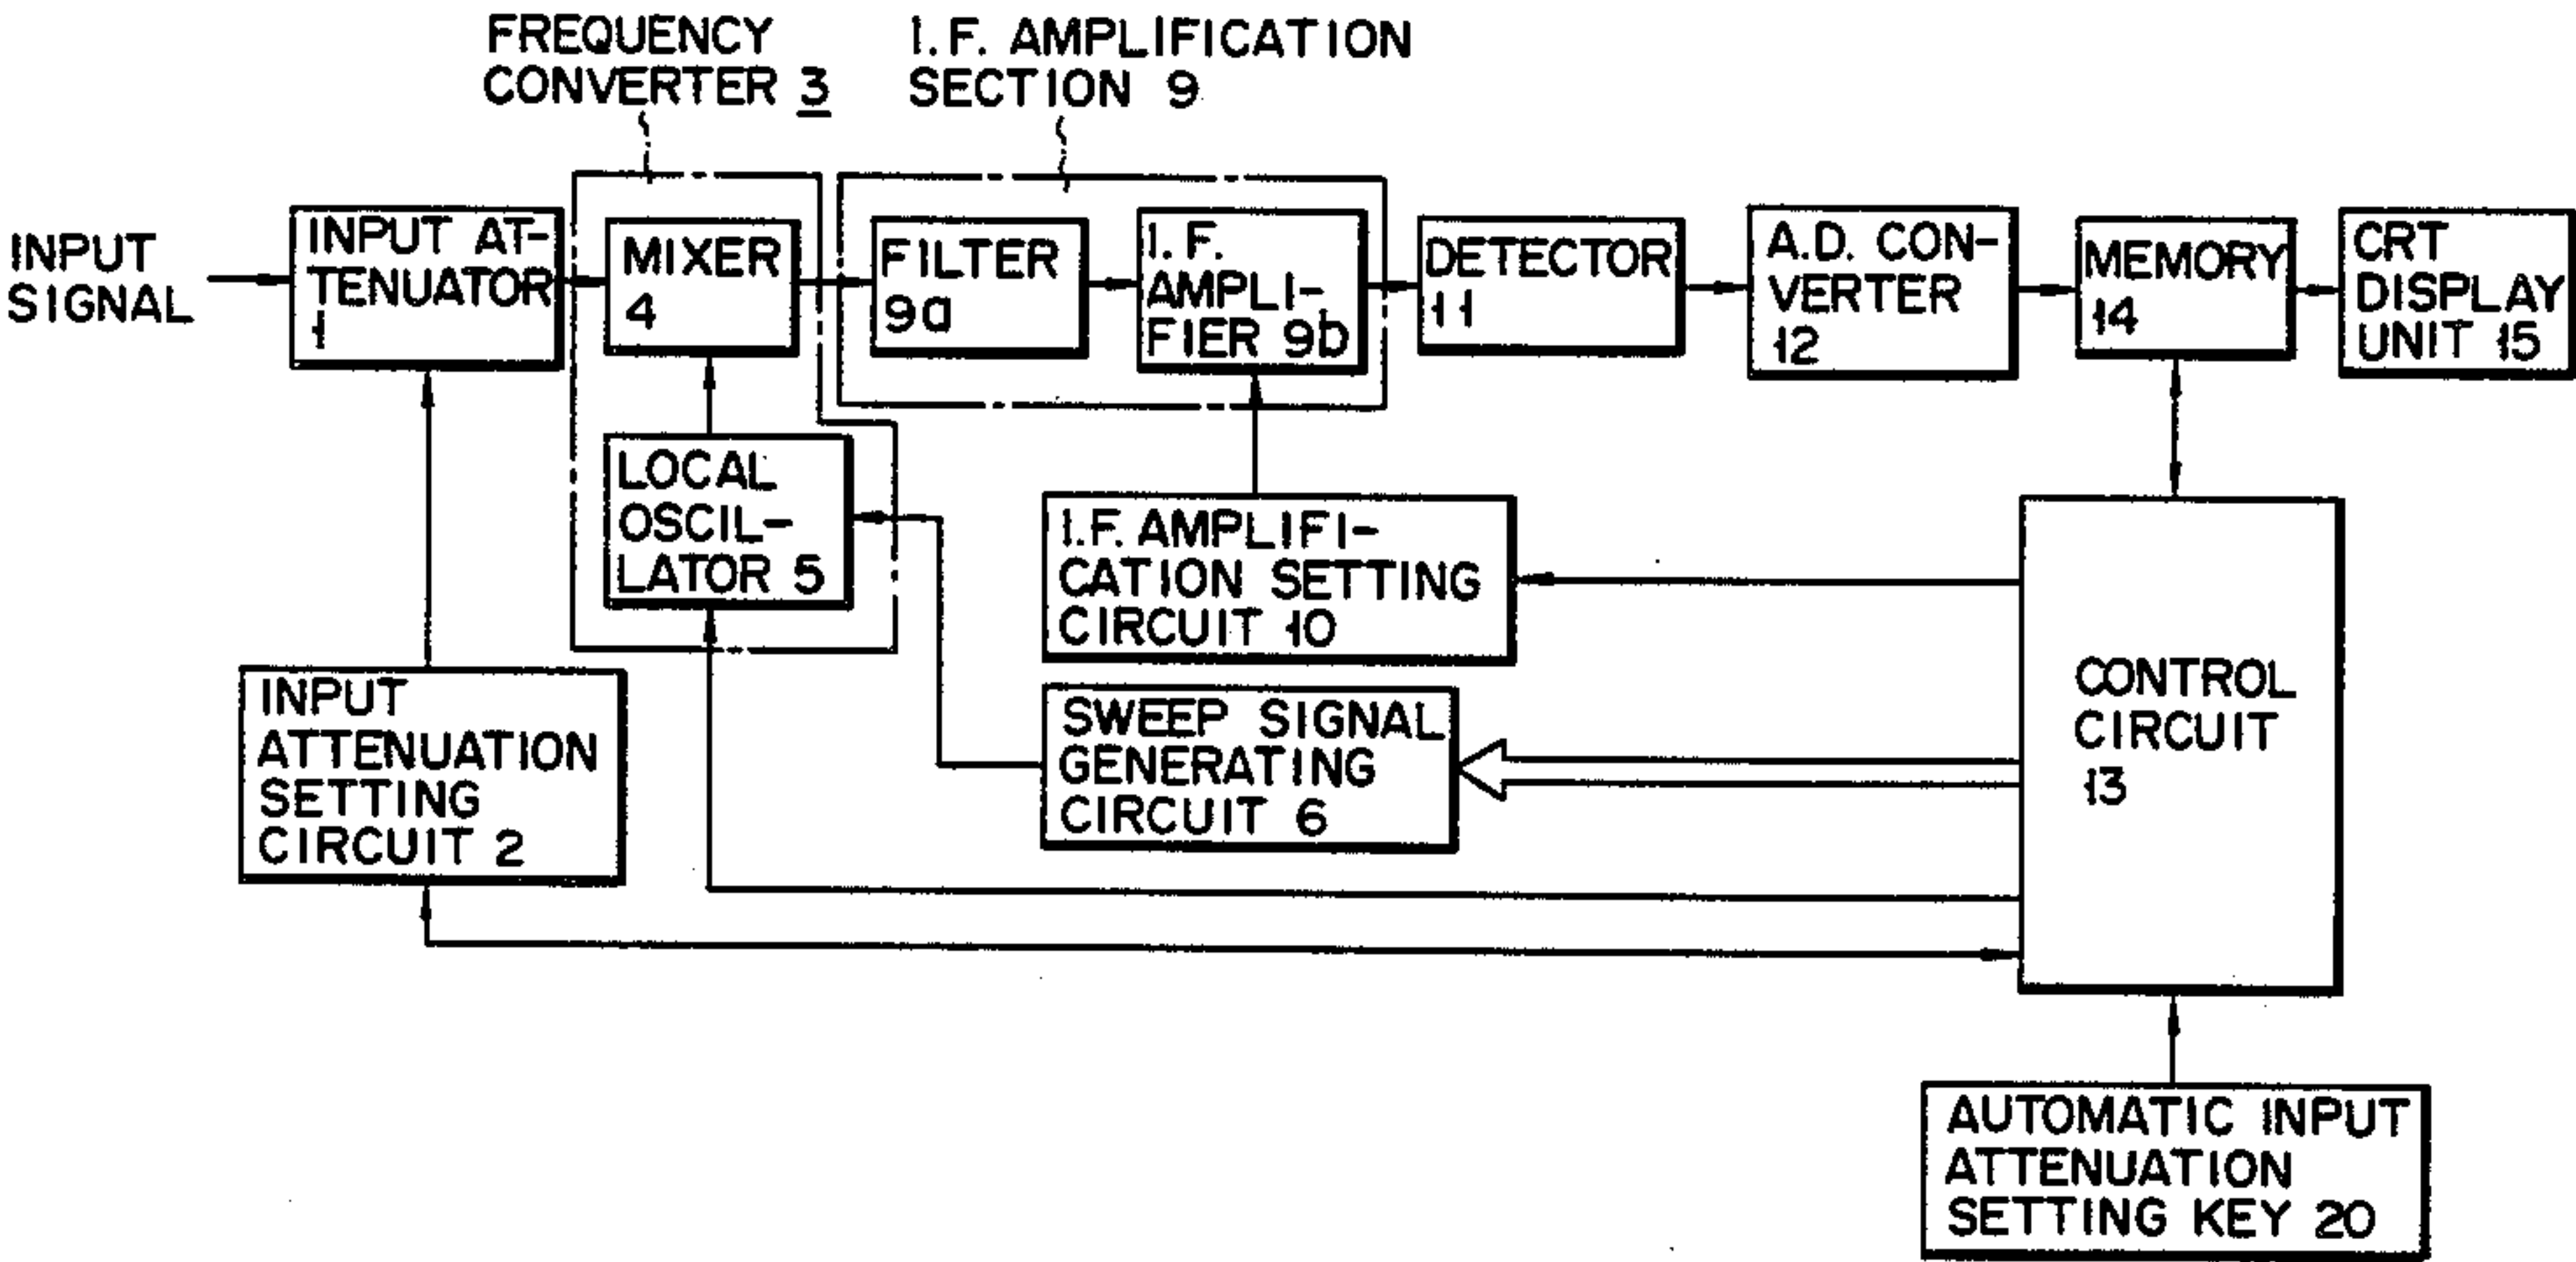 FREQUENCY
CONVERTER 3
I. F. AMPLIFICATION
SECTION 9
INPUT
SIGNAL
INPUT AT-
TENUATOR
1
MIXER
4
FILTER
9a
I. F.
AMPLI-
FIER 9b
DETECTOR
11
A.D. CON-
VERTER
12
MEMORY
14
CRT
DISPLAY
UNIT 15
LOCAL
OSCIL-
LATOR 5
I.F. AMPLIFI-
CATION SETTING
CIRCUIT 10
INPUT
ATTENUATION
SETTING
CIRCUIT 2
SWEEP SIGNAL
GENERATING
CIRCUIT 6
CONTROL
CIRCUIT
13
AUTOMATIC INPUT
ATTENUATION
SETTING KEY 20